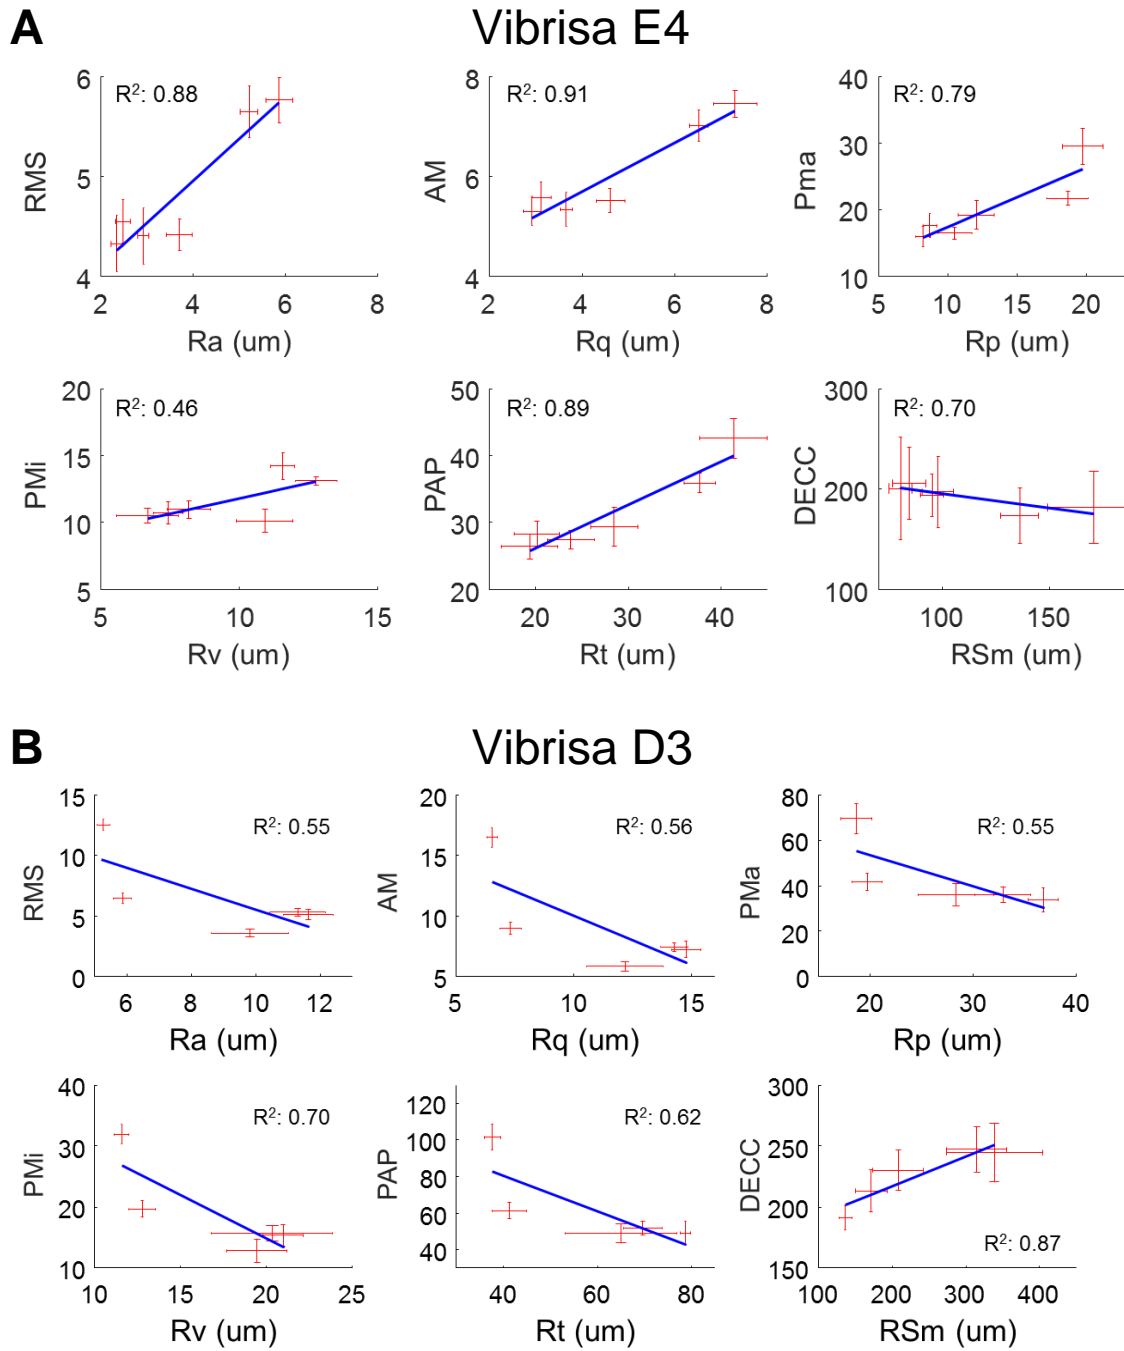 A Vibrisa E4
R²: 0.88
RMS
6
5
4
2 4 6 8
Ra (um)
R²: 0.91
AM
8
6
4
2 4 6 8
Rq (um)
R²: 0.79
Pma
40
30
20
10
5 10 15 20
Rp (um)
R²: 0.46
PMi
20
15
10
5
5 10 15
Rv (um)
R²: 0.89
PAP
50
40
30
20
20 30 40
Rt (um)
R²: 0.70
DECC
300
200
100
100 150
RSm (um)
B Vibrisa D3
R²: 0.55
RMS
15
10
5
0
6 8 10 12
Ra (um)
R²: 0.56
AM
20
15
10
5
5 10 15
Rq (um)
R²: 0.55
PMa
80
60
40
20
0
20 30 40
Rp (um)
R²: 0.70
PMi
40
30
20
10
10 15 20 25
Rv (um)
R²: 0.62
PAP
120
100
80
60
40
40 60 80
Rt (um)
R²: 0.87
DECC
300
250
200
150
100 200 300 400
RSm (um)